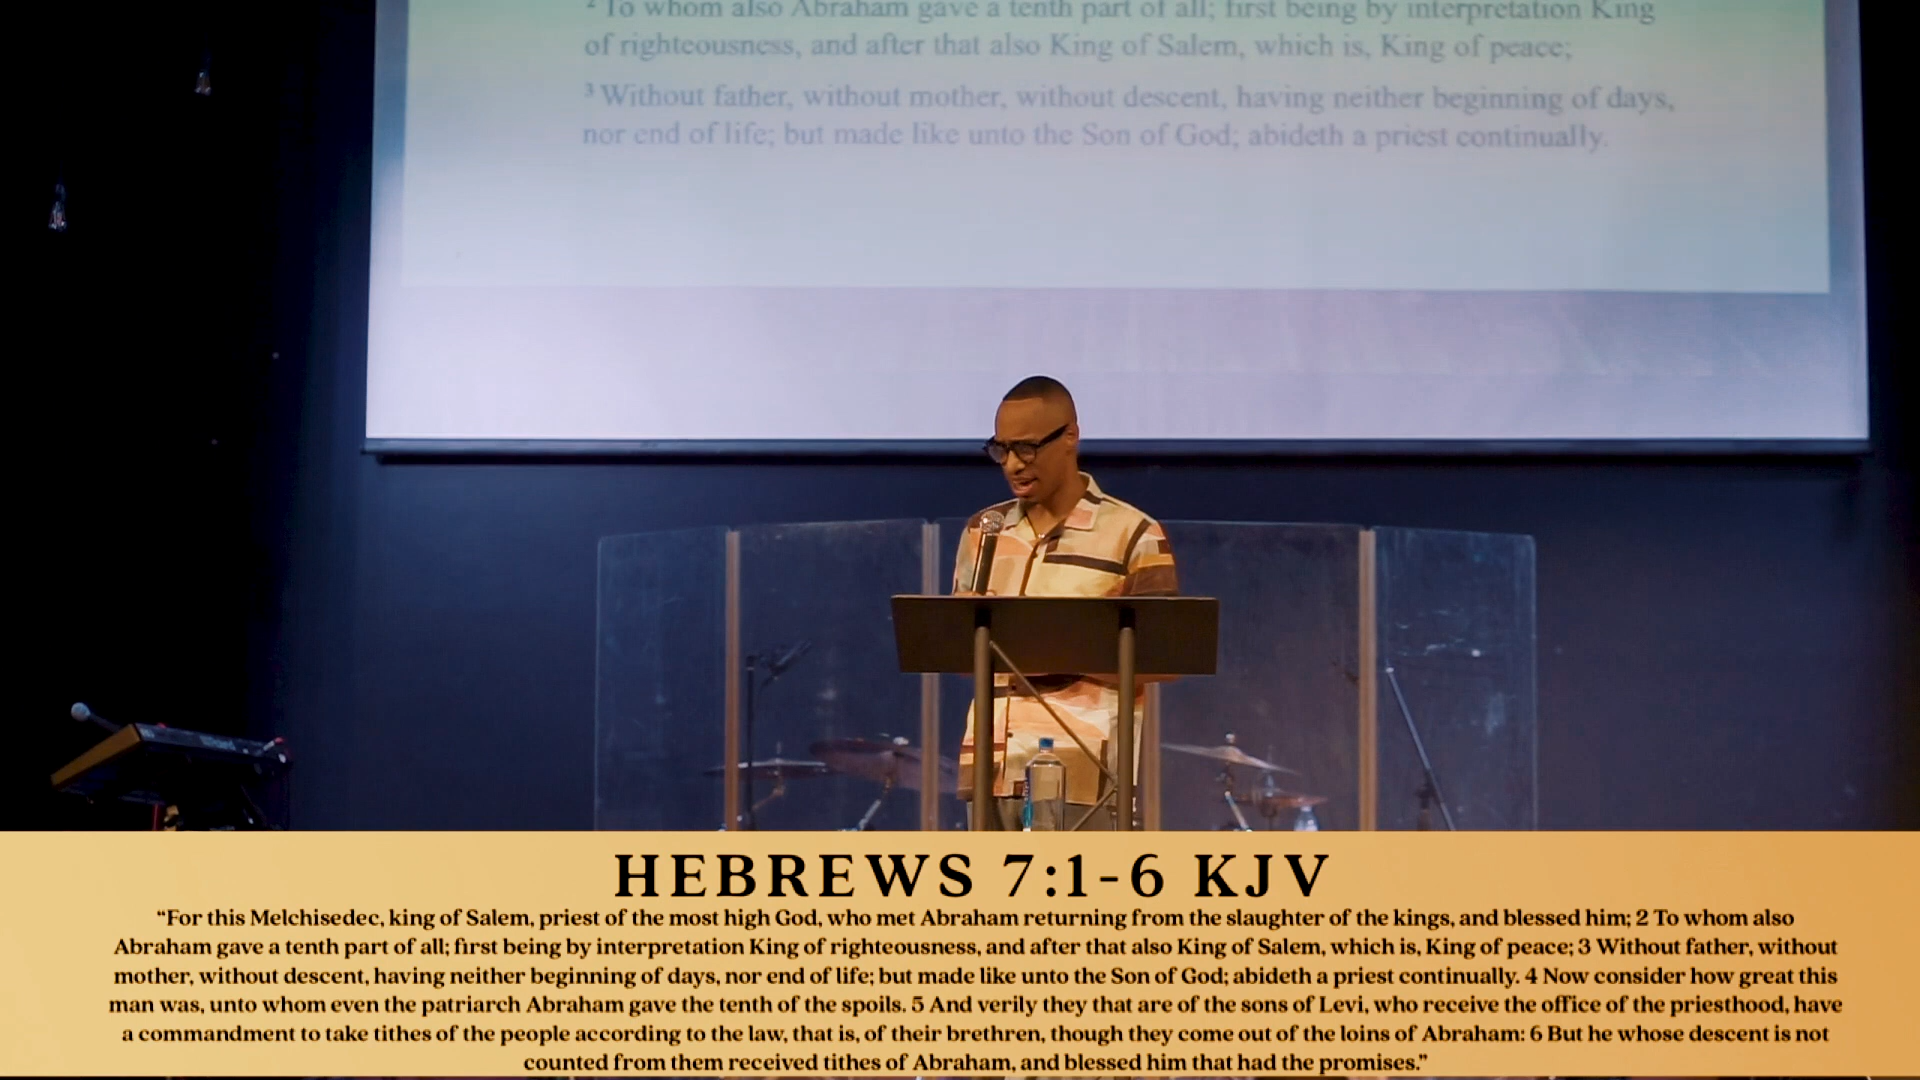 ² To whom also Abraham gave a tenth part of all; first being by interpretation King
of righteousness, and after that also King of Salem, which is, King of peace;
³ Without father, without mother, without descent, having neither beginning of days,
nor end of life; but made like unto the Son of God; abideth a priest continually.
HEBREWS 7:1-6 KJV
“For this Melchisedec, king of Salem, priest of the most high God, who met Abraham returning from the slaughter of the kings, and blessed him; 2 To whom also
Abraham gave a tenth part of all; first being by interpretation King of righteousness, and after that also King of Salem, which is, King of peace; 3 Without father, without
mother, without descent, having neither beginning of days, nor end of life; but made like unto the Son of God; abideth a priest continually. 4 Now consider how great this
man was, unto whom even the patriarch Abraham gave the tenth of the spoils. 5 And verily they that are of the sons of Levi, who receive the office of the priesthood, have
a commandment to take tithes of the people according to the law, that is, of their brethren, though they come out of the loins of Abraham: 6 But he whose descent is not
counted from them received tithes of Abraham, and blessed him that had the promises.”